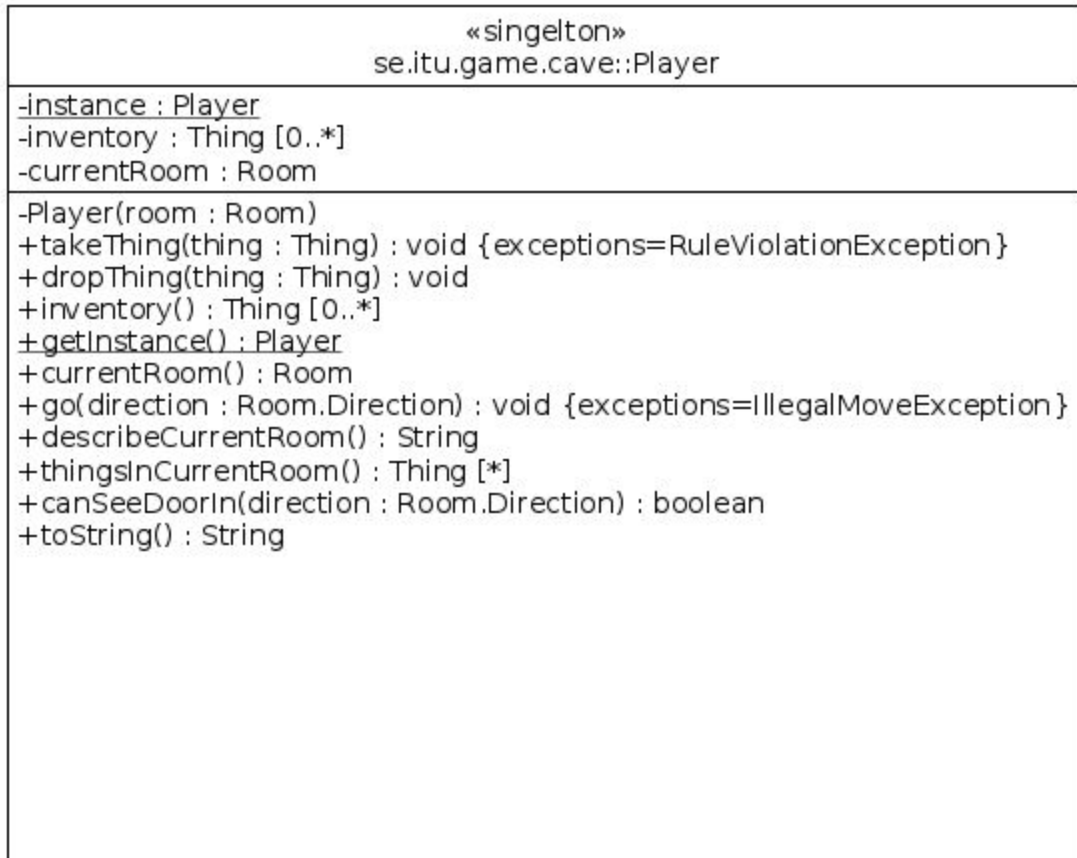 «singelton»
se.itu.game.cave::Player
-instance : Player
-inventory : Thing [0..*]
-currentRoom : Room
-Player(room : Room)
+takeThing(thing : Thing) : void {exceptions=RuleViolationException}
+dropThing(thing : Thing) : void
+inventory() : Thing [0..*]
+getInstance() : Player
+currentRoom() : Room
+go(direction : Room.Direction) : void {exceptions=IllegalMoveException}
+describeCurrentRoom() : String
+thingsInCurrentRoom() : Thing [*]
+canSeeDoorIn(direction : Room.Direction) : boolean
+toString() : String